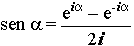 sen α = (e^{iα} − e^{-iα}) / 2i